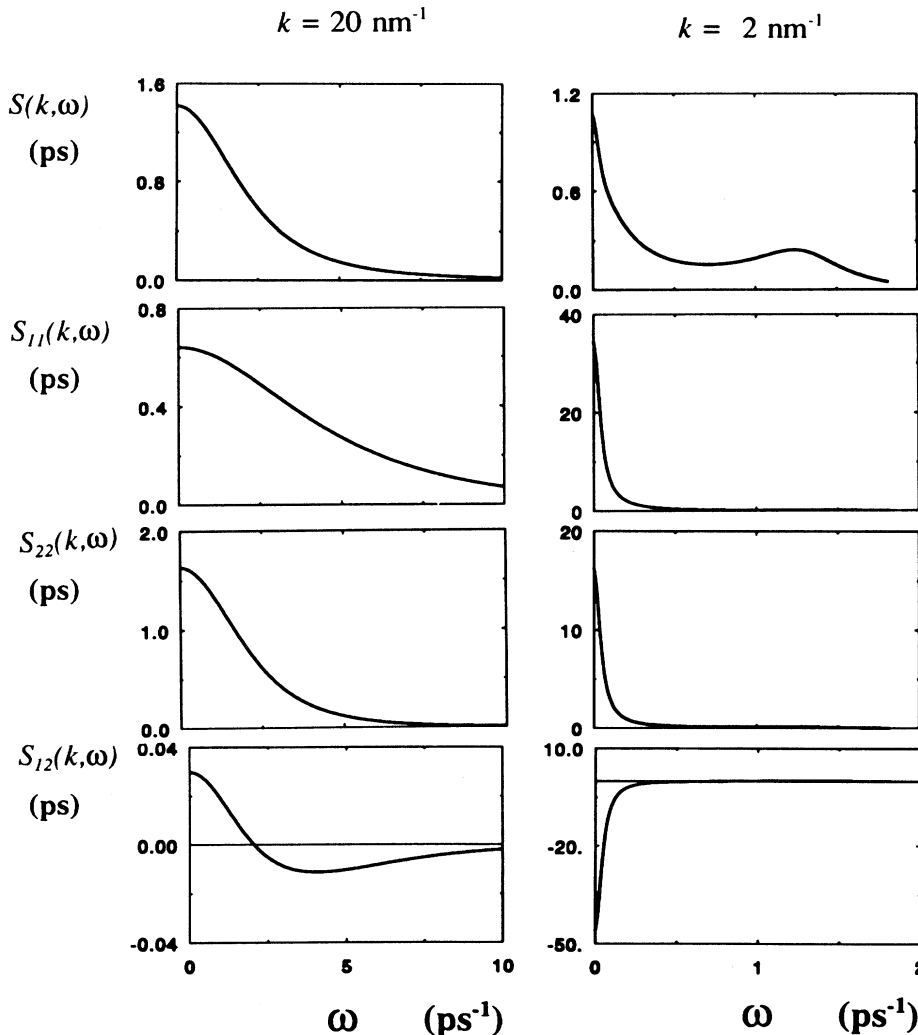 k = 20 nm-1
k = 2 nm-1
S(k,ω)
(ps)
1.6
0.8
0.0
1.2
0.6
0.0
S11(k,ω)
(ps)
0.8
0.4
0.0
40
20
0
S22(k,ω)
(ps)
2.0
1.0
0.0
20
10
0
S12(k,ω)
(ps)
0.04
0.00
-0.04
10.0
-20.
-50.
0
5
10
0
1
2
ω (ps-1)
ω (ps-1)